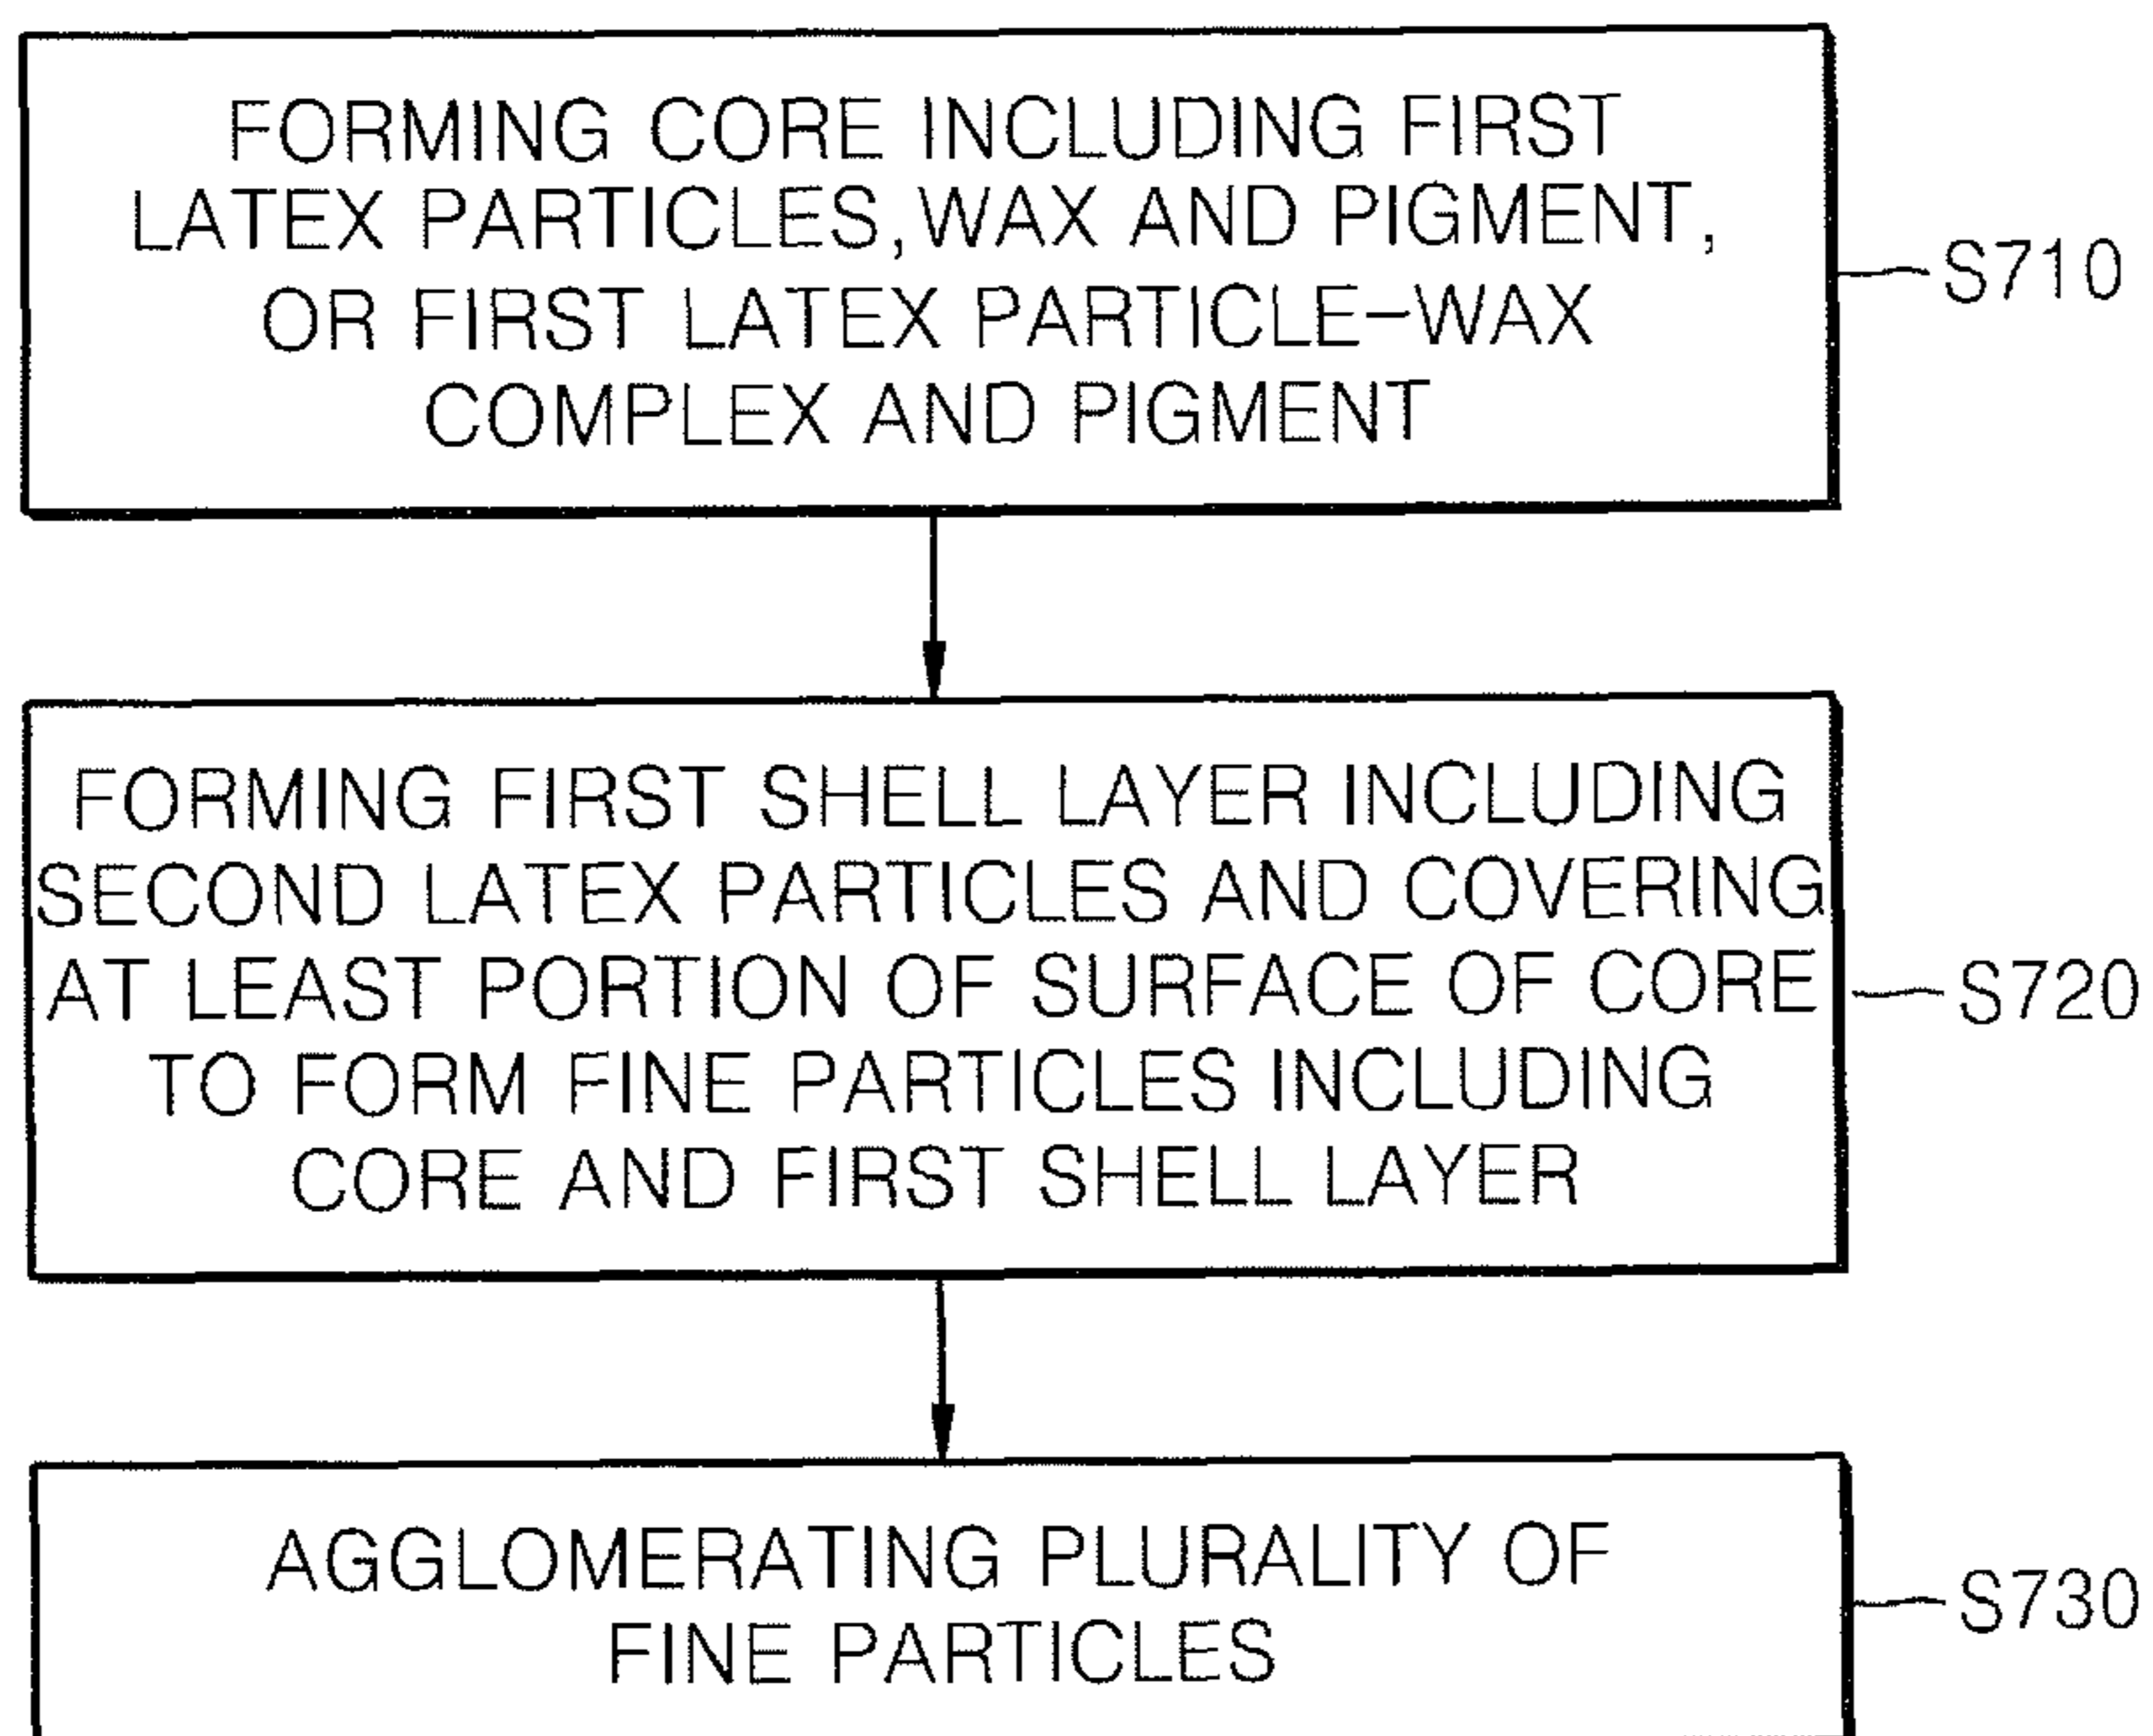 FORMING CORE INCLUDING FIRST
LATEX PARTICLES, WAX AND PIGMENT,
OR FIRST LATEX PARTICLE-WAX
COMPLEX AND PIGMENT
S710
FORMING FIRST SHELL LAYER INCLUDING
SECOND LATEX PARTICLES AND COVERING
AT LEAST PORTION OF SURFACE OF CORE
TO FORM FINE PARTICLES INCLUDING
CORE AND FIRST SHELL LAYER
S720
AGGLOMERATING PLURALITY OF
FINE PARTICLES
S730